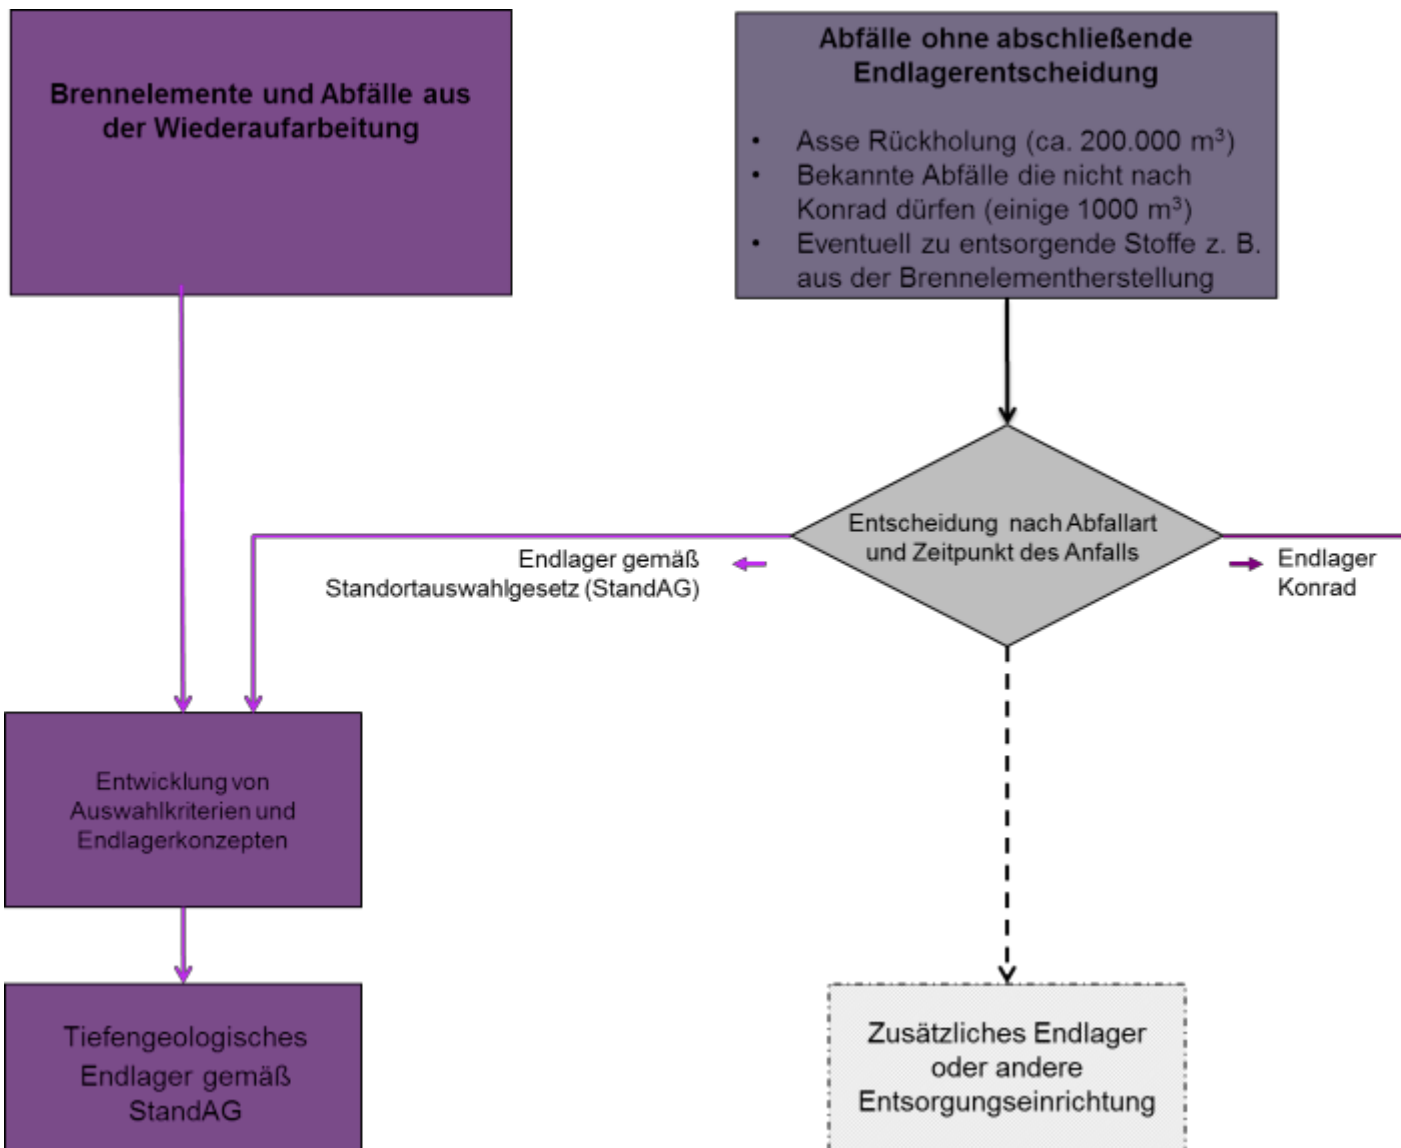 Brennelemente und Abfälle aus
der Wiederaufarbeitung
Abfälle ohne abschließende
Endlagerentscheidung
• Asse Rückholung (ca. 200.000 m³)
• Bekannte Abfälle die nicht nach
Konrad dürfen (einige 1000 m³)
• Eventuell zu entsorgende Stoffe z. B.
aus der Brennelementherstellung
Entscheidung nach Abfallart
und Zeitpunkt des Anfalls
Endlager gemäß
Standortauswahlgesetz (StandAG)
Endlager
Konrad
Entwicklung von
Auswahlkriterien und
Endlagerkonzepten
Tiefengeologisches
Endlager gemäß
StandAG
Zusätzliches Endlager
oder andere
Entsorgungseinrichtung